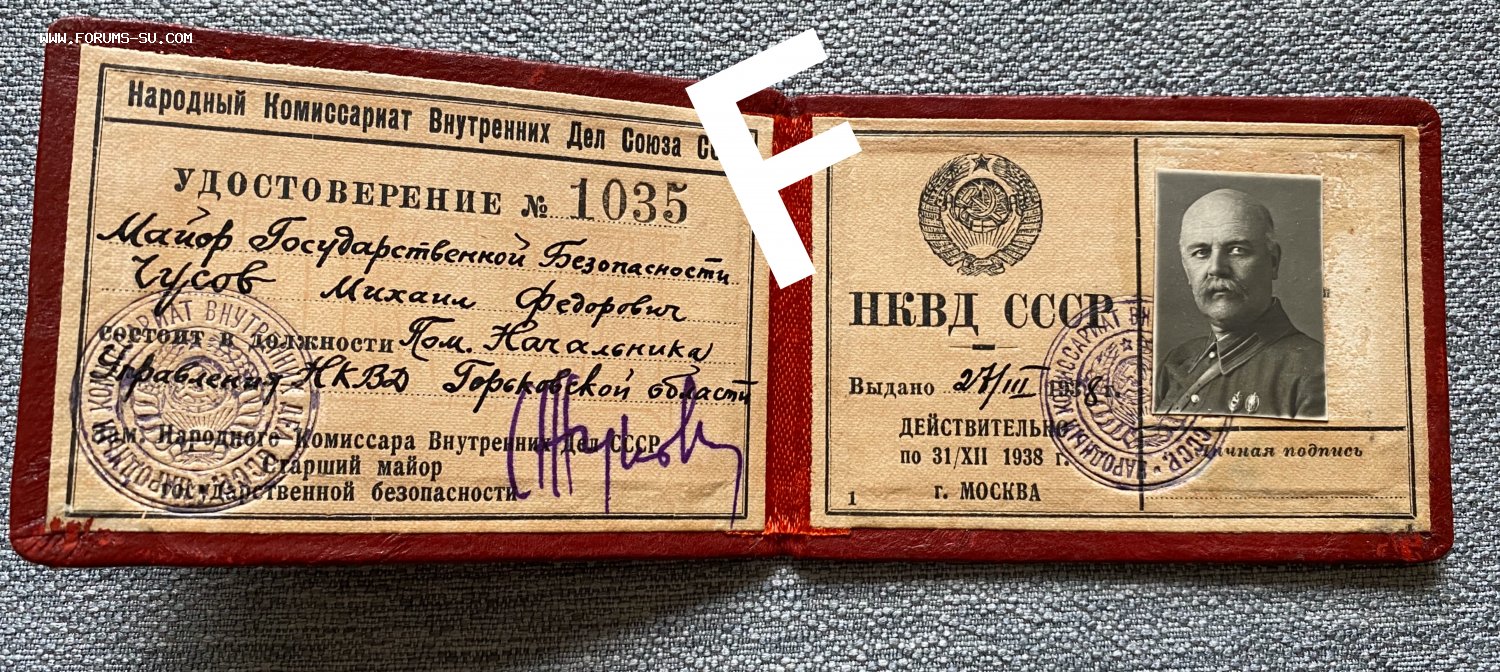 WWW.FORUMS-SU.COM
Народный Комиссариат Внутренних Дел Союза
УДОСТОВЕРЕНИЕ № 1035
Майор Государственной Безопасности
Чусов Михаил Федорович
состоит в должности Пом. Начальника
Управления НКВД Горьковской области
Зам. Народного Комиссара Внутренних Дел СССР
Старший майор
государственной безопасности
НКВД СССР
Выдано 27/III 1938 г.
ДЕЙСТВИТЕЛЬНО
по 31/XII 1938 г.
г. МОСКВА
1
Личная подпись